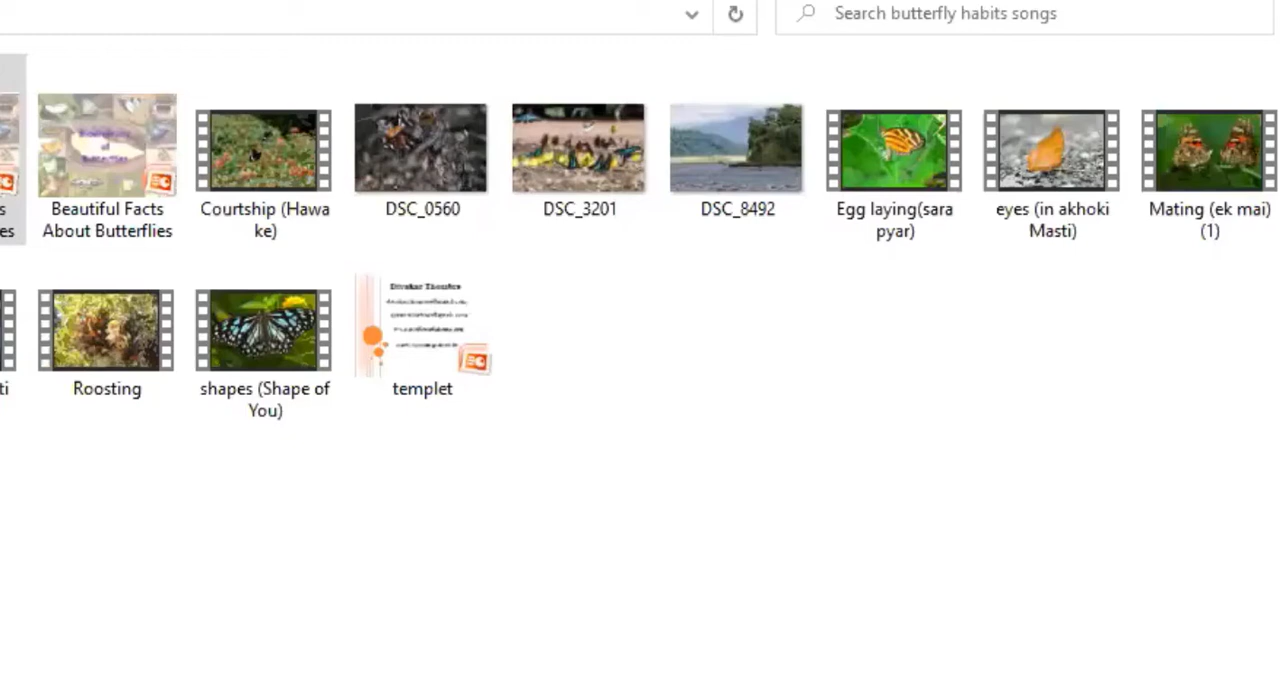 Search butterfly habits songs
s
es
Beautiful Facts
About Butterflies
Courtship (Hawa
ke)
DSC_0560
DSC_3201
DSC_8492
Egg laying(sara
pyar)
eyes (in akhoki
Masti)
Mating (ek mai)
(1)
ti
Roosting
shapes (Shape of
You)
templet